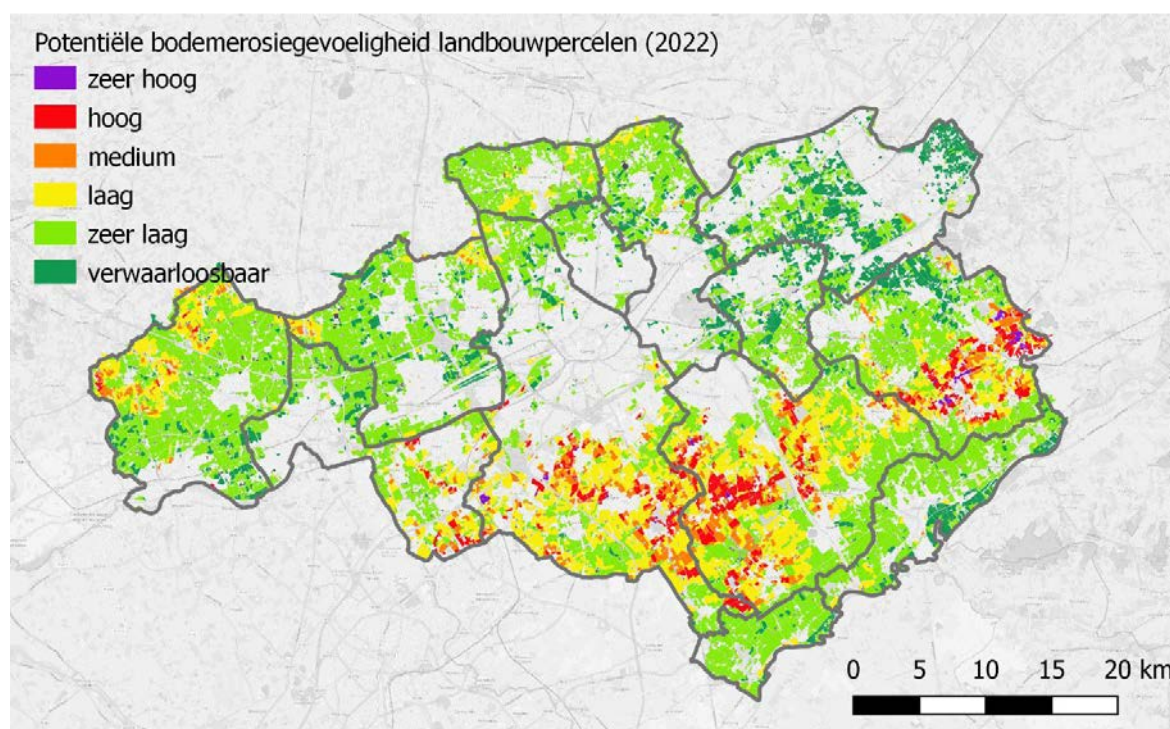 Potentiële bodemerosiegevoeligheid landbouwpercelen (2022)
zeer hoog
hoog
medium
laag
zeer laag
verwaarloosbaar
0 5 10 15 20 km